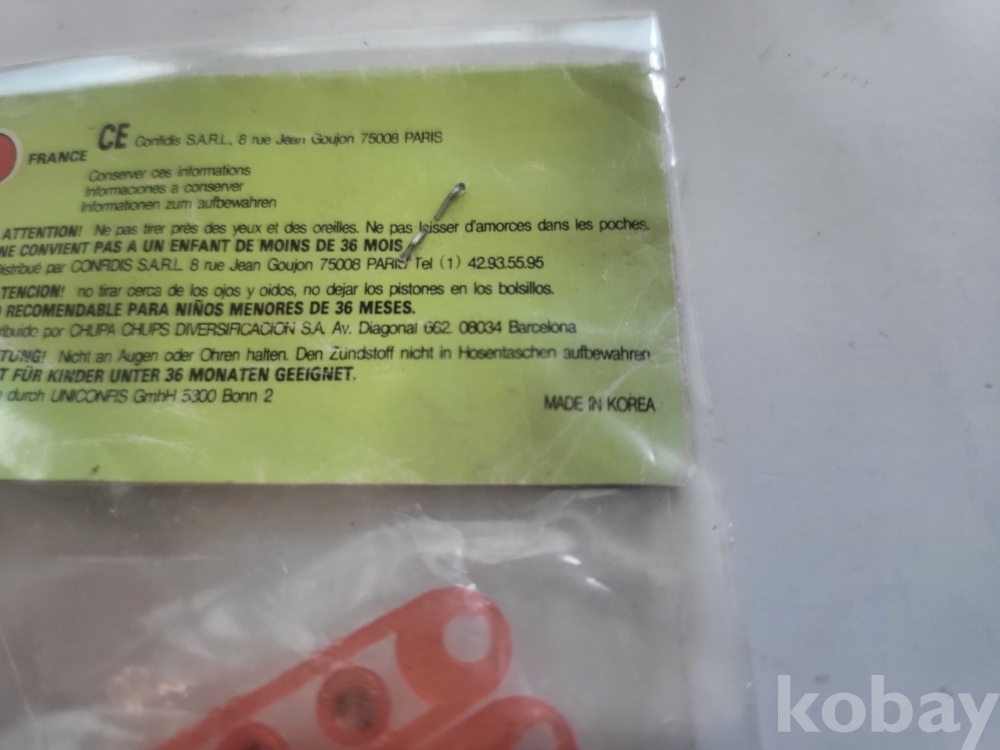 FRANCE CE Confidis S.A.R.L., 8 rue Jean Goujon 75008 PARIS
Conserver ces informations
Informaciones a conserver
Informationen zum aufbewahren
ATTENTION! Ne pas tirer près des yeux et des oreilles. Ne pas laisser d'amorces dans les poches.
NE CONVIENT PAS A UN ENFANT DE MOINS DE 36 MOIS
Distribué par CONFIDIS S.A.R.L. 8 rue Jean Goujon 75008 PARIS Tel (1) 42.93.55.95
TENCION! no tirar cerca de los ojos y oidos, no dejar los pistones en los bolsillos.
RECOMENDABLE PARA NIÑOS MENORES DE 36 MESES.
ribuido por CHUPA CHUPS DIVERSIFICACION S.A. Av. Diagonal 662. 08034 Barcelona
TUNG! Nicht an Augen oder Ohren halten. Den Zündstoff nicht in Hosentaschen aufbewahren
T FÜR KINDER UNTER 36 MONATEN GEEIGNET.
durch UNICONFIS GmhH 5300 Bonn 2
MADE IN KOREA
kobay